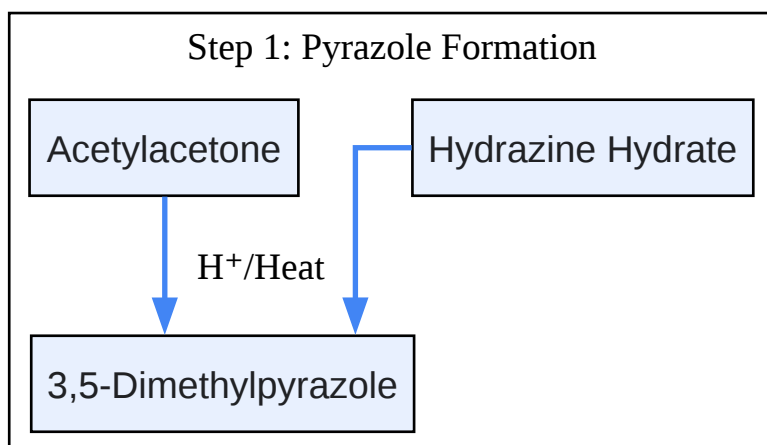 Step 1: Pyrazole Formation
Acetylacetone
Hydrazine Hydrate
H⁺/Heat
3,5-Dimethylpyrazole